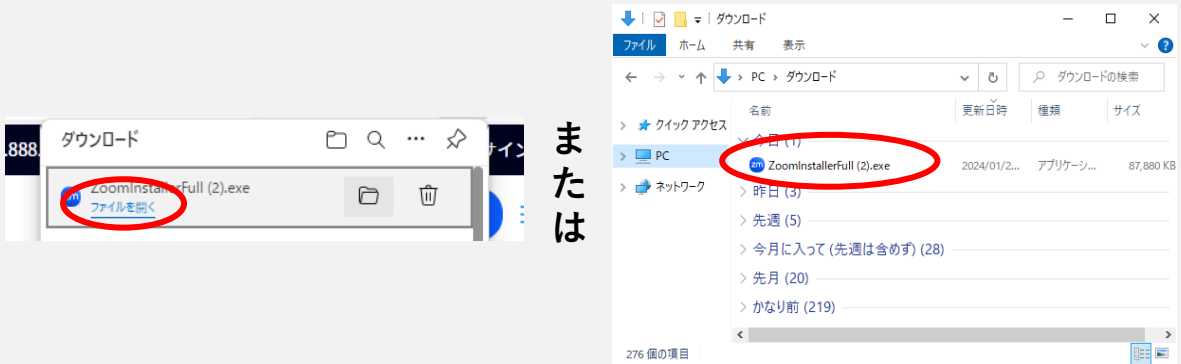 ダウンロード
.888.
サイン
ZoomInstallerFull (2).exe
ファイルを開く
または
ダウンロード
ファイル ホーム 共有 表示
PC ダウンロード ダウンロードの検索
名前 更新日時 種類 サイズ
クイック アクセス
PC
ネットワーク
今日 (1)
ZoomInstallerFull (2).exe 2024/01/2... アプリケーシ... 87,880 KB
昨日 (3)
先週 (5)
今月に入って (先週は含めず) (28)
先月 (20)
かなり前 (219)
276 個の項目